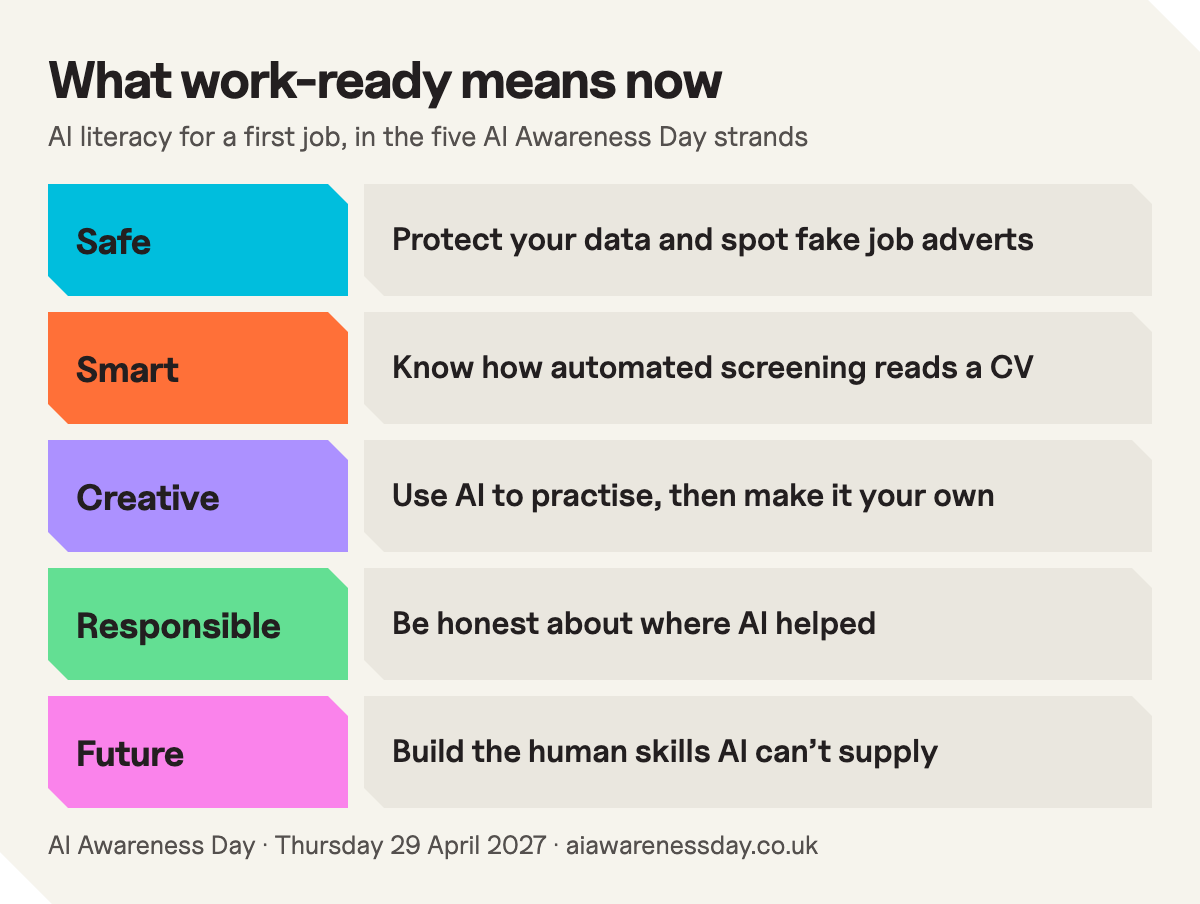 What work-ready means now
AI literacy for a first job, in the five AI Awareness Day strands
Safe
Protect your data and spot fake job adverts
Smart
Know how automated screening reads a CV
Creative
Use AI to practise, then make it your own
Responsible
Be honest about where AI helped
Future
Build the human skills AI can’t supply
AI Awareness Day · Thursday 29 April 2027 · aiawarenessday.co.uk